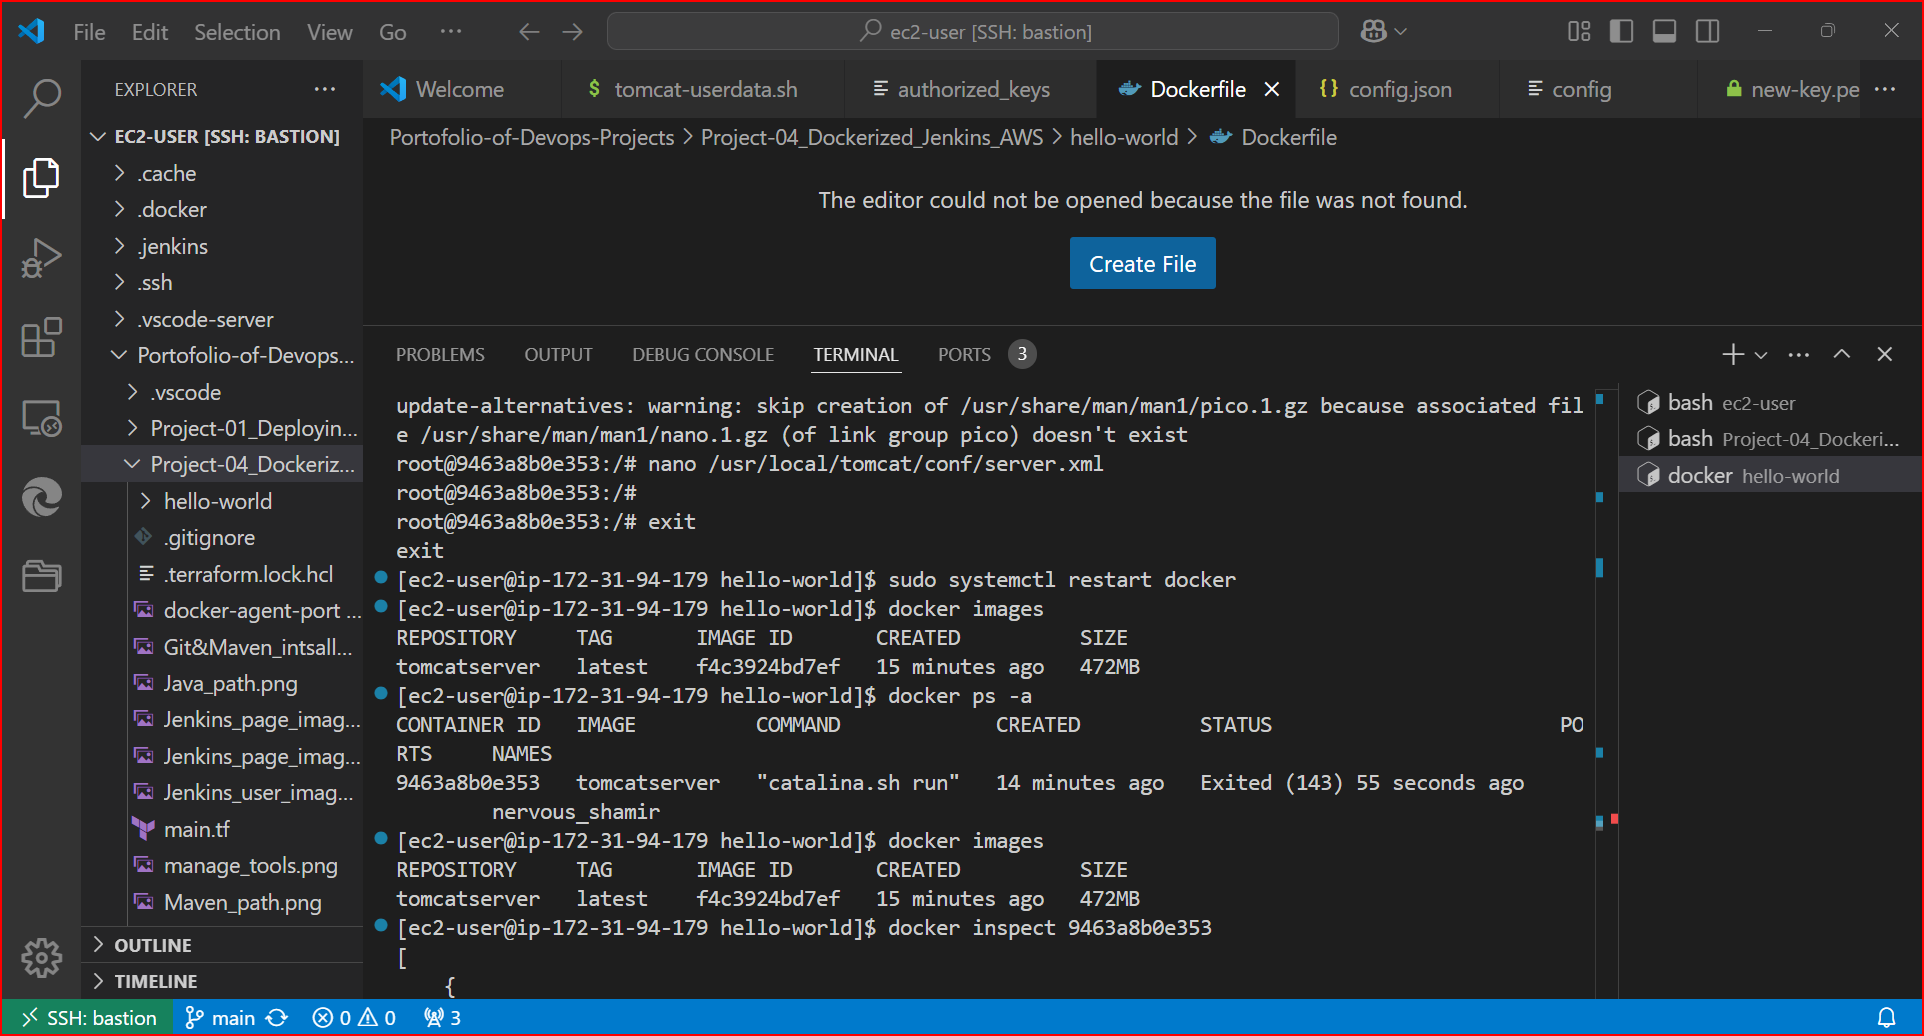 File Edit Selection View Go ··· ec2-user [SSH: bastion]
EXPLORER
Welcome
$ tomcat-userdata.sh
authorized_keys
Dockerfile
{} config.json
config
new-key.pe
EC2-USER [SSH: BASTION]
.cache
.docker
.jenkins
.ssh
.vscode-server
Portofolio-of-Devops...
.vscode
Project-01_Deployin...
Project-04_Dockeriz...
hello-world
.gitignore
.terraform.lock.hcl
docker-agent-port ...
Git&Maven_intsall...
Java_path.png
Jenkins_page_imag...
Jenkins_page_imag...
Jenkins_user_imag...
main.tf
manage_tools.png
Maven_path.png
OUTLINE
TIMELINE
Portofolio-of-Devops-Projects > Project-04_Dockerized_Jenkins_AWS > hello-world > Dockerfile
The editor could not be opened because the file was not found.
Create File
PROBLEMS OUTPUT DEBUG CONSOLE TERMINAL PORTS 3
update-alternatives: warning: skip creation of /usr/share/man/man1/pico.1.gz because associated fil
e /usr/share/man/man1/nano.1.gz (of link group pico) doesn't exist
root@9463a8b0e353:/# nano /usr/local/tomcat/conf/server.xml
root@9463a8b0e353:/#
root@9463a8b0e353:/# exit
exit
[ec2-user@ip-172-31-94-179 hello-world]$ sudo systemctl restart docker
[ec2-user@ip-172-31-94-179 hello-world]$ docker images
REPOSITORY TAG IMAGE ID CREATED SIZE
tomcatserver latest f4c3924bd7ef 15 minutes ago 472MB
[ec2-user@ip-172-31-94-179 hello-world]$ docker ps -a
CONTAINER ID IMAGE COMMAND CREATED STATUS PO
RTS NAMES
9463a8b0e353 tomcatserver "catalina.sh run" 14 minutes ago Exited (143) 55 seconds ago
nervous_shamir
[ec2-user@ip-172-31-94-179 hello-world]$ docker images
REPOSITORY TAG IMAGE ID CREATED SIZE
tomcatserver latest f4c3924bd7ef 15 minutes ago 472MB
[ec2-user@ip-172-31-94-179 hello-world]$ docker inspect 9463a8b0e353
[
{
bash ec2-user
bash Project-04_Dockeri...
docker hello-world
SSH: bastion main 0 0 3